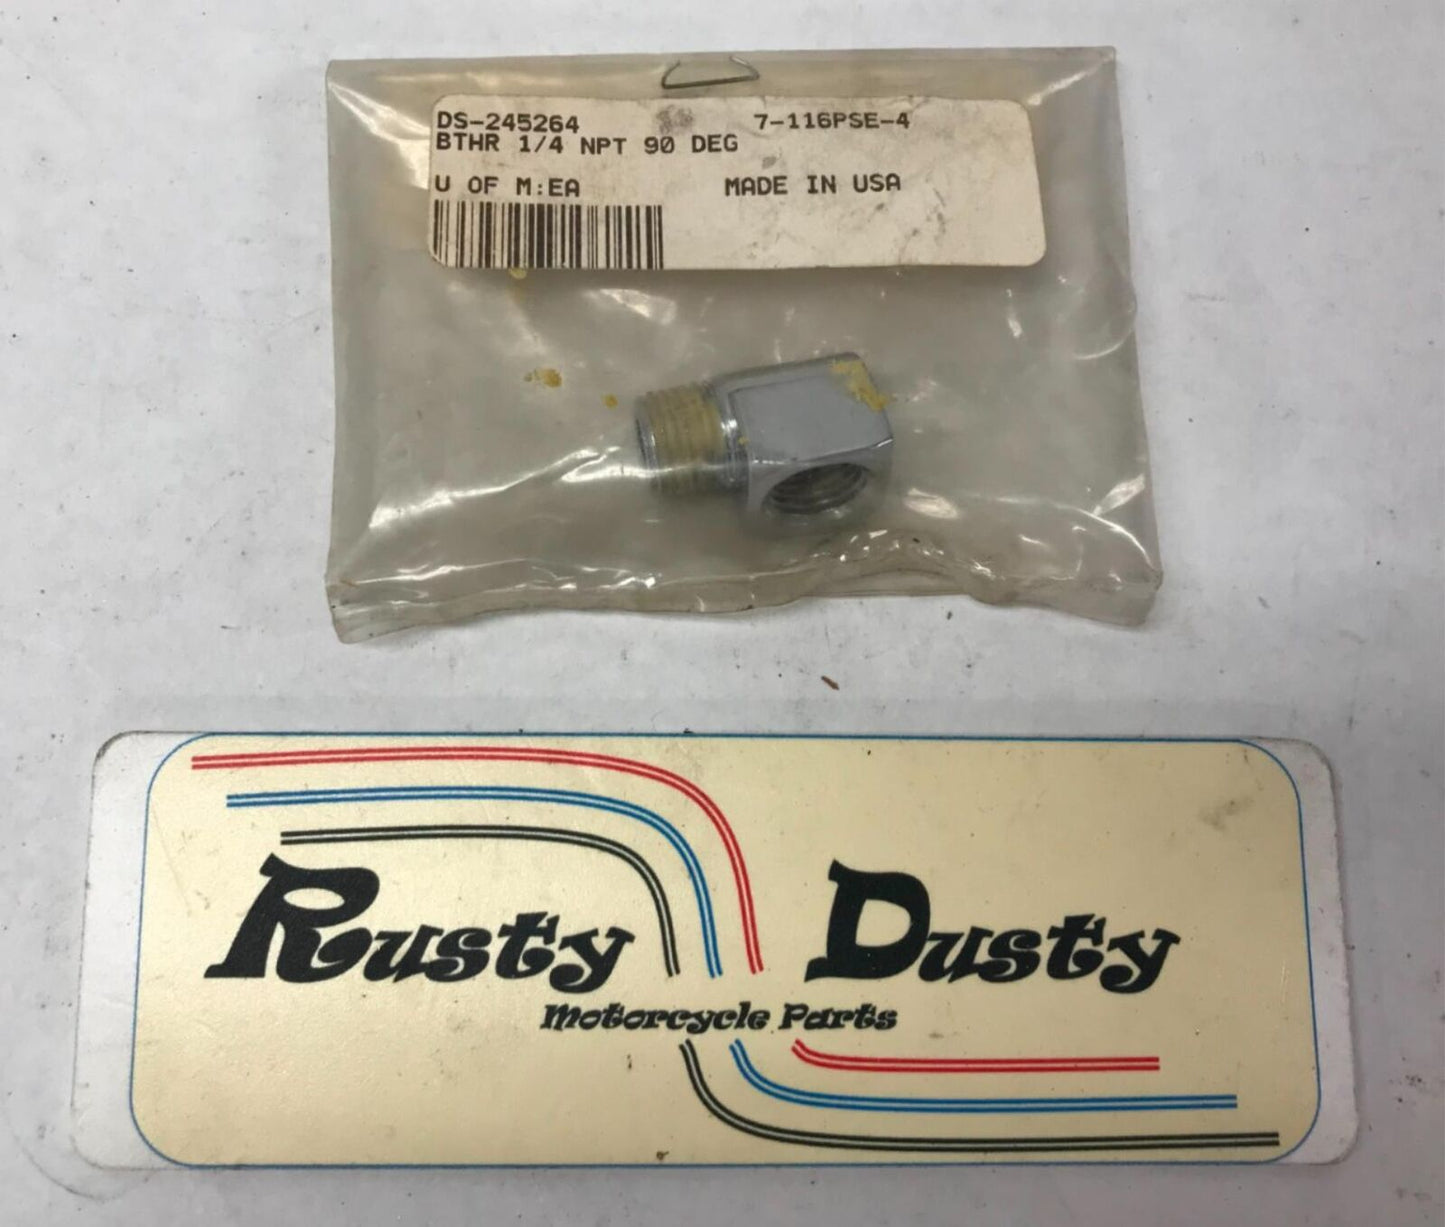 DS-245264 7-116PSE-4
BTHR 1/4 NPT 90 DEG
U OF M:EA MADE IN USA
Rusty Dusty
Motorcycle Parts